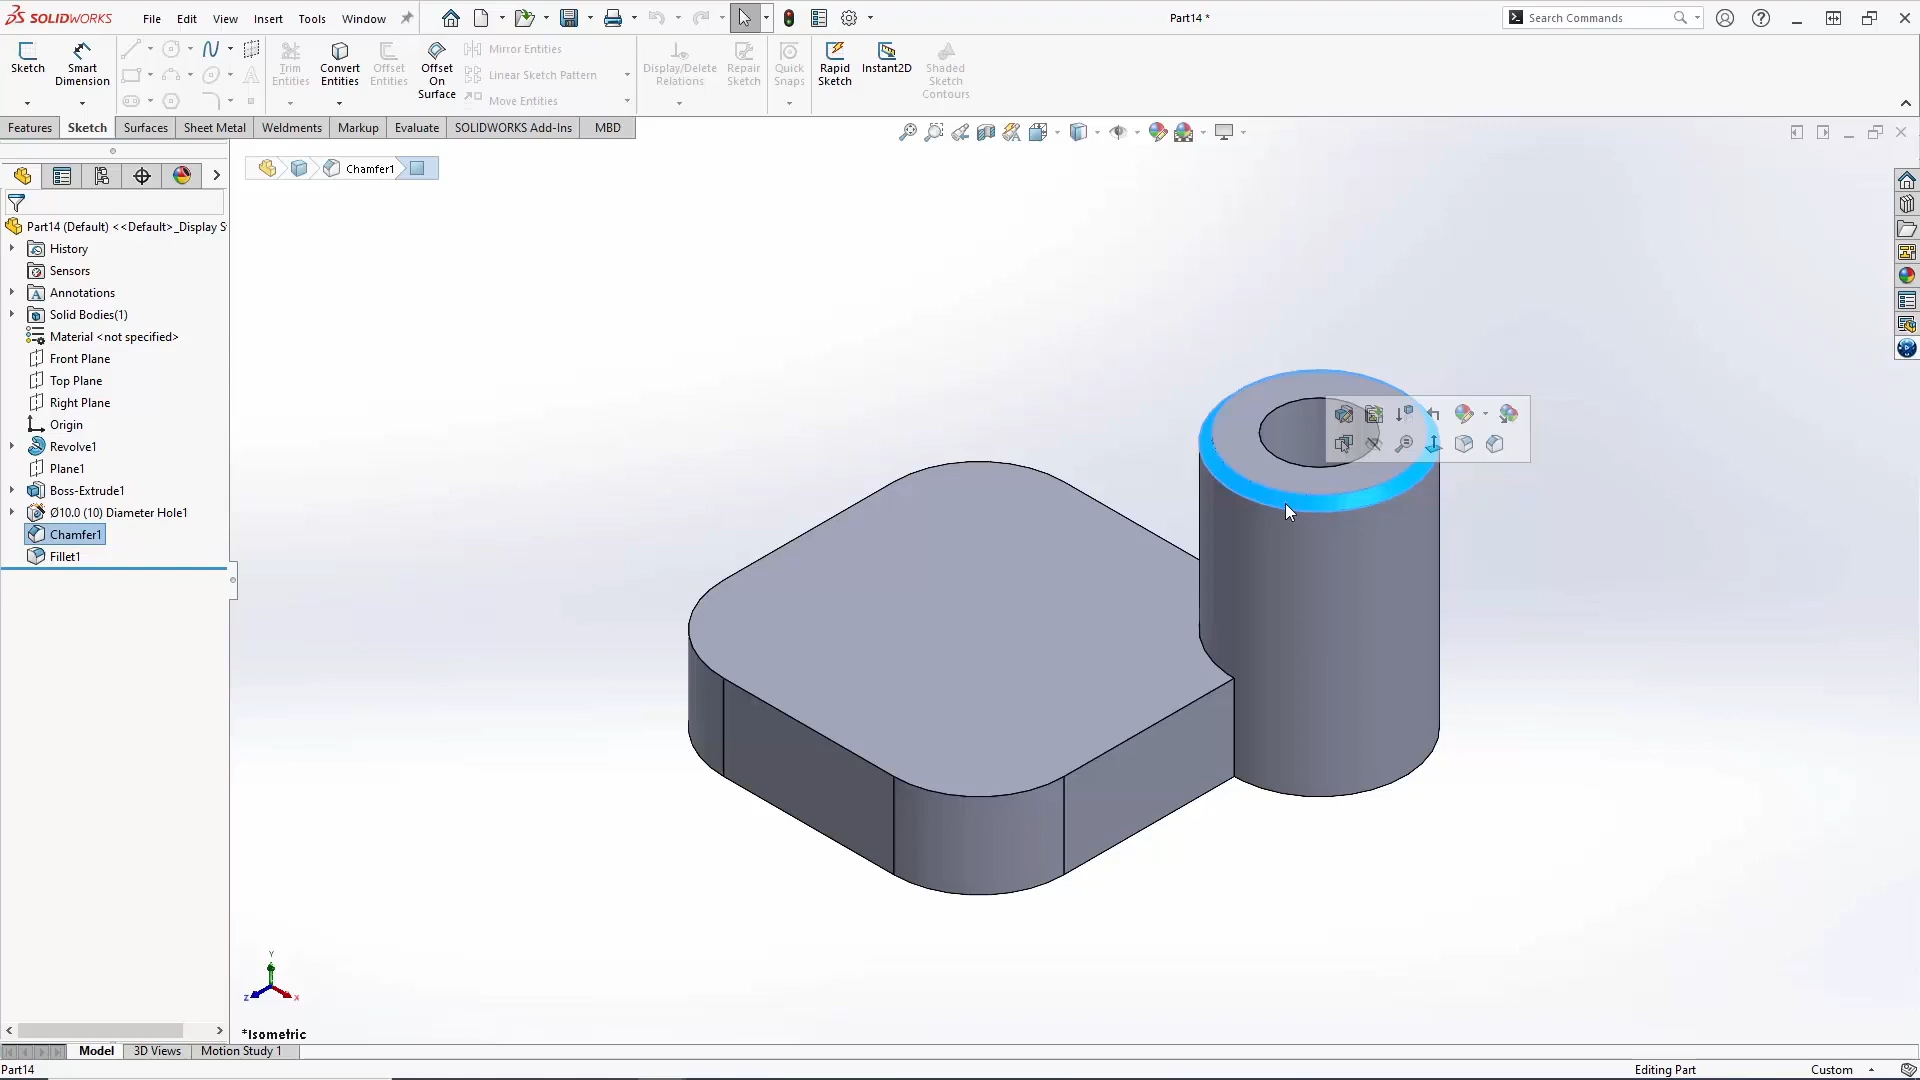 SOLIDWORKS File Edit View Insert Tools Window Part14 * Search Commands
Sketch Smart Dimension Trim Entities Convert Entities Offset Entities Offset On Surface Mirror Entities Linear Sketch Pattern Move Entities Display/Delete Relations Repair Sketch Quick Snaps Rapid Sketch Instant2D Shaded Sketch Contours
Features Sketch Surfaces Sheet Metal Weldments Markup Evaluate SOLIDWORKS Add-Ins MBD
Chamfer1
Part14 (Default) <<Default>_Display S
History
Sensors
Annotations
Solid Bodies(1)
Material <not specified>
Front Plane
Top Plane
Right Plane
Origin
Revolve1
Plane1
Boss-Extrude1
Ø10.0 (10) Diameter Hole1
Chamfer1
Fillet1
Y
Z
X
*Isometric
Model 3D Views Motion Study 1
Part14 Editing Part Custom